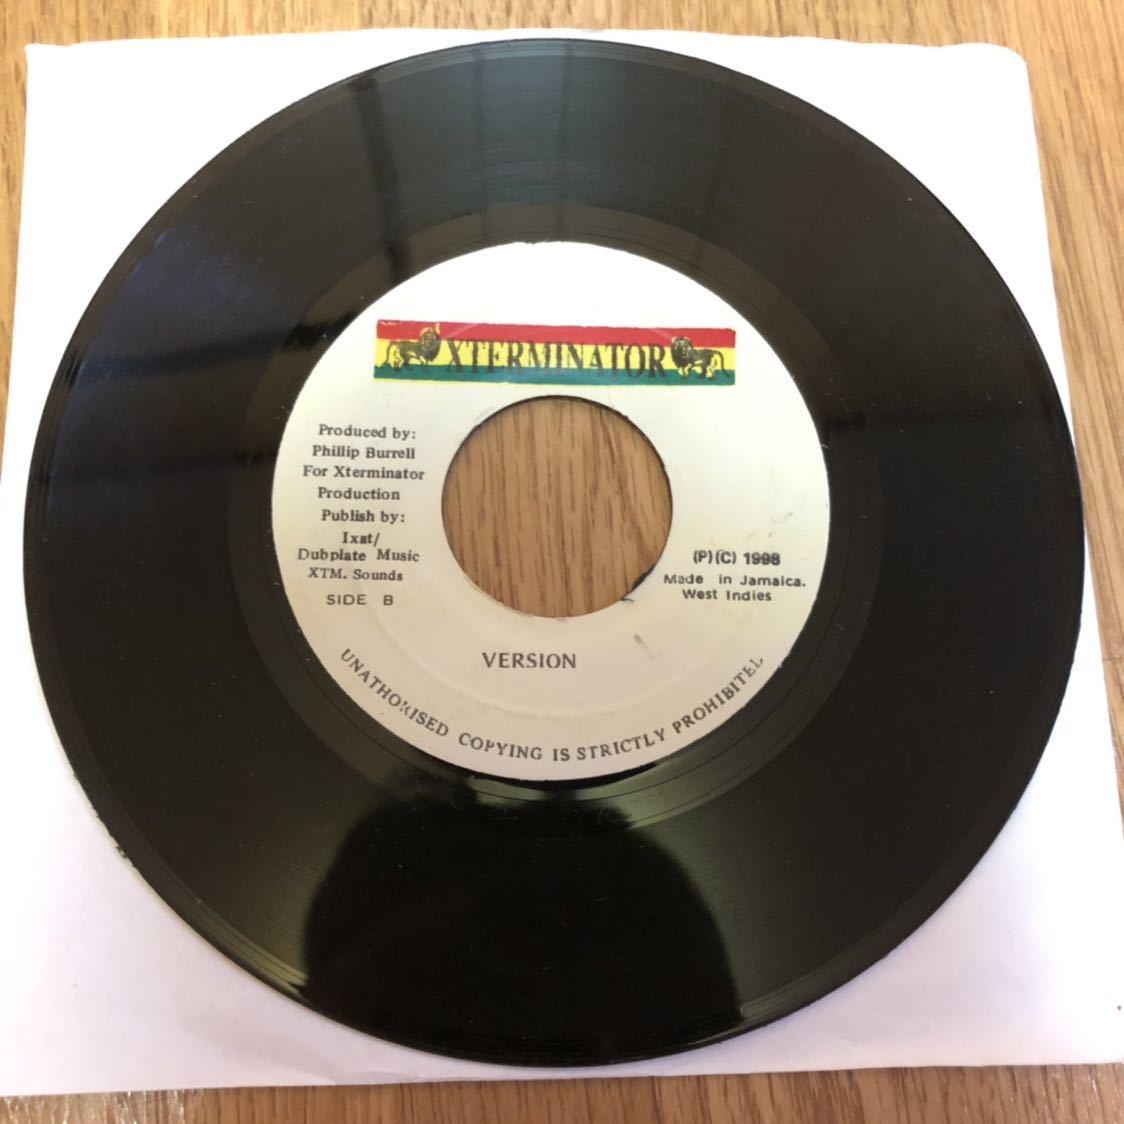 XTERMINATOR
Produced by:
Phillip Burrell
For Xterminator
Production
Publish by:
Ixat/
Dubplate Music
XTM. Sounds
SIDE B
(P)(C) 1998
Made in Jamaica.
West Indies
VERSION
UNATHORISED COPYING IS STRICTLY PROHIBITED